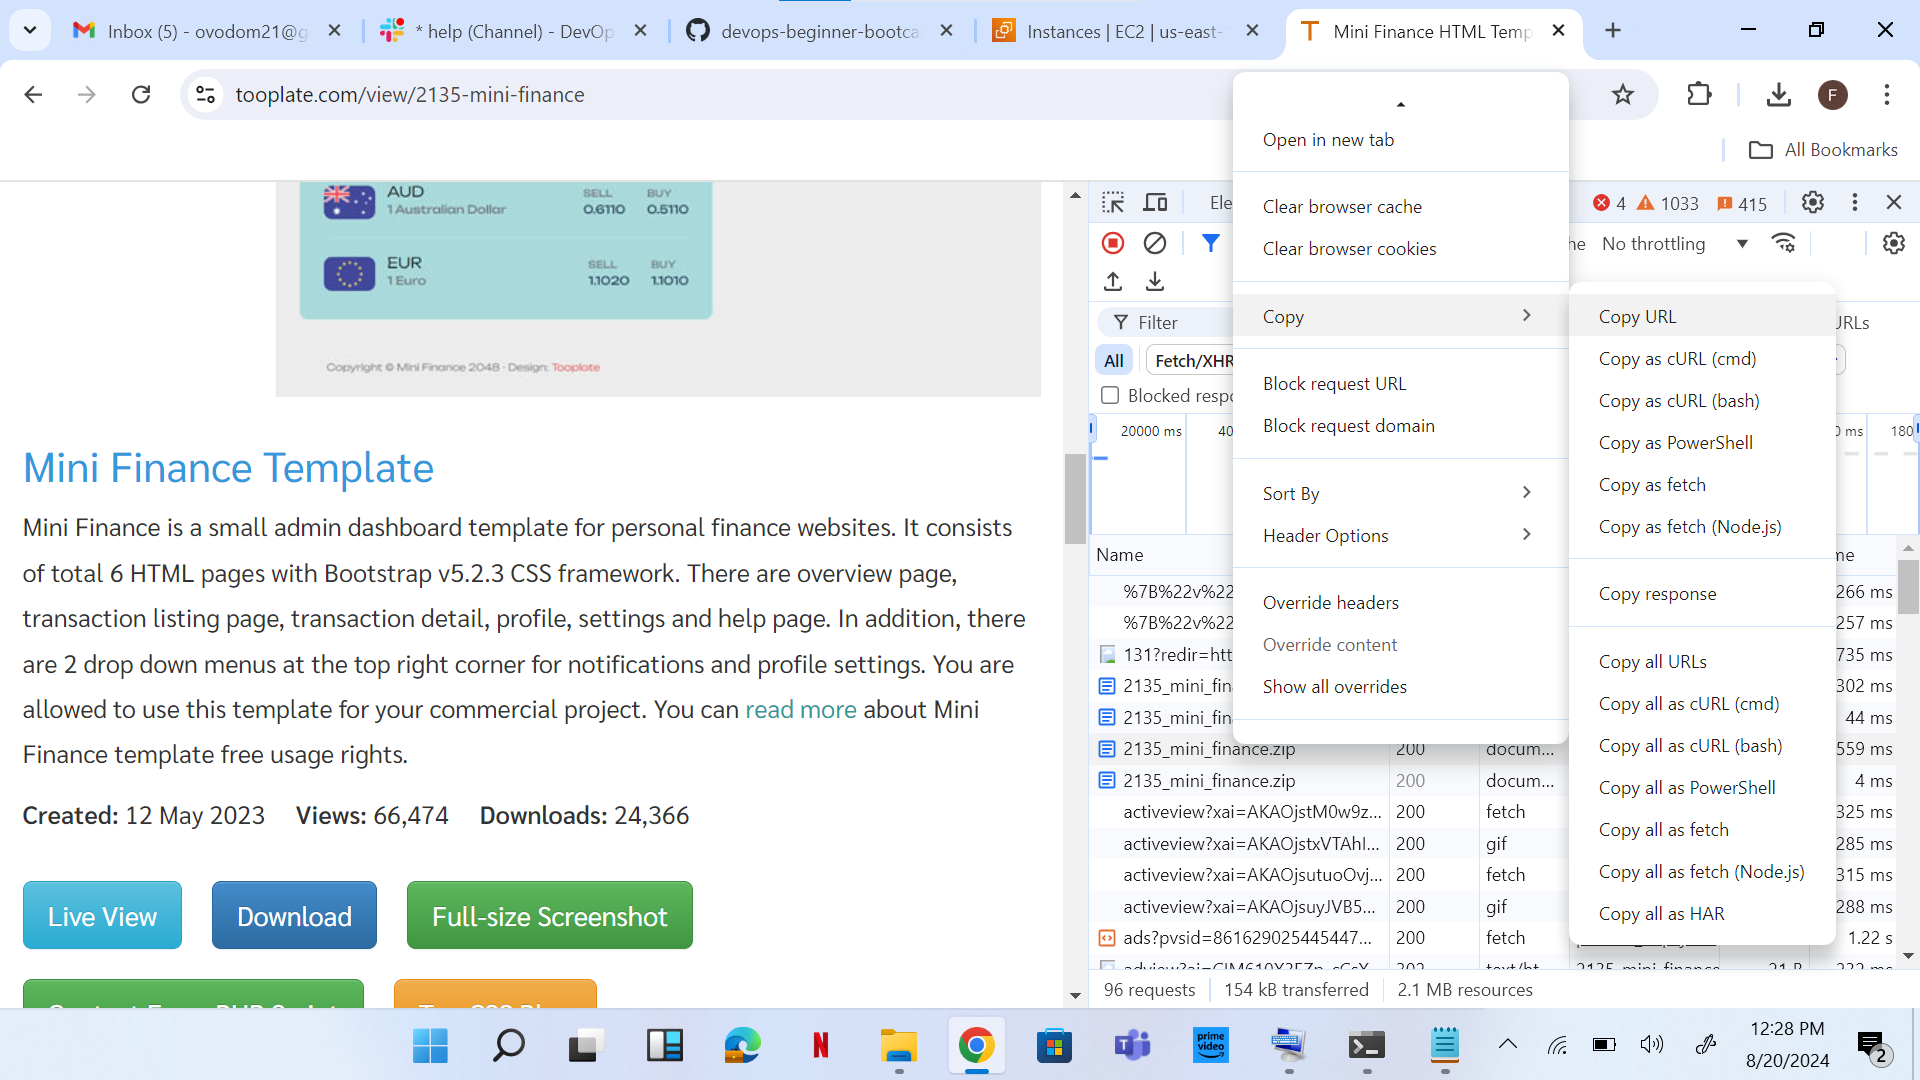 Inbox (5) - ovodom21@g
* help (Channel) - DevOp
devops-beginner-bootca
Instances | EC2 | us-east-
Mini Finance HTML Temp
tooplate.com/view/2135-mini-finance
F
All Bookmarks
AUD
1 Australian Dollar
SELL
0.6110
BUY
0.5110
EUR
1 Euro
SELL
1.1020
BUY
1.1010
Copyright © Mini Finance 2048 - Design: Tooplate
Mini Finance Template
Mini Finance is a small admin dashboard template for personal finance websites. It consists
of total 6 HTML pages with Bootstrap v5.2.3 CSS framework. There are overview page,
transaction listing page, transaction detail, profile, settings and help page. In addition, there
are 2 drop down menus at the top right corner for notifications and profile settings. You are
allowed to use this template for your commercial project. You can read more about Mini
Finance template free usage rights.
Created: 12 May 2023 Views: 66,474 Downloads: 24,366
Live View
Download
Full-size Screenshot
Ele
4
1033
415
he
No throttling
Filter
URLs
All
Fetch/XHR
Blocked respo
20000 ms
40
0 ms
180
Open in new tab
Clear browser cache
Clear browser cookies
Copy
Block request URL
Block request domain
Sort By
Header Options
Override headers
Override content
Show all overrides
Copy URL
Copy as cURL (cmd)
Copy as cURL (bash)
Copy as PowerShell
Copy as fetch
Copy as fetch (Node.js)
Copy response
Copy all URLs
Copy all as cURL (cmd)
Copy all as cURL (bash)
Copy all as PowerShell
Copy all as fetch
Copy all as fetch (Node.js)
Copy all as HAR
Name
me
%7B%22v%22 266 ms
%7B%22v%22 257 ms
131?redir=htt 735 ms
2135_mini_fin 302 ms
2135_mini_fin 44 ms
2135_mini_finance.zip 200 docum... 559 ms
2135_mini_finance.zip 200 docum... 4 ms
activeview?xai=AKAOjstM0w9z... 200 fetch 325 ms
activeview?xai=AKAOjstxVTAhI... 200 gif 285 ms
activeview?xai=AKAOjsutuoOvj... 200 fetch 315 ms
activeview?xai=AKAOjsuyJVB5... 200 gif 288 ms
ads?pvsid=861629025445447... 200 fetch 1.22 s
96 requests
154 kB transferred
2.1 MB resources
N
prime
video
12:28 PM
8/20/2024
2